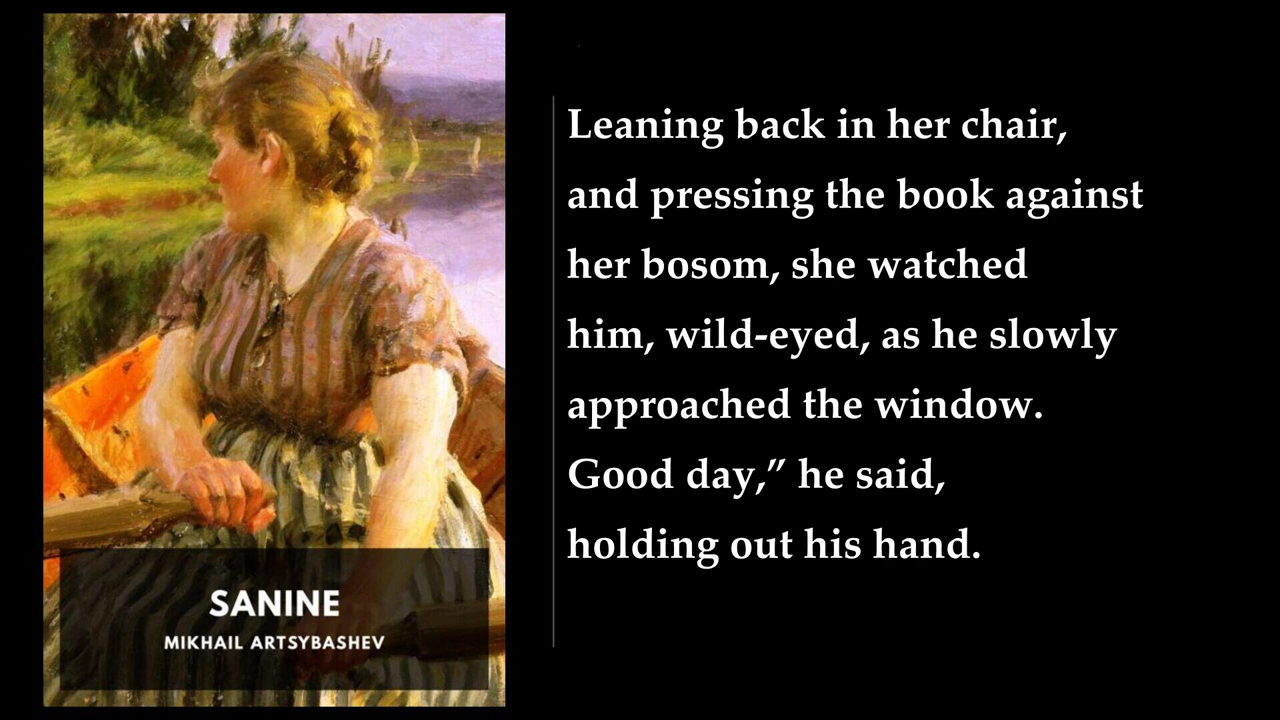 SANINE
MIKHAIL ARTSYBASHEV
Leaning back in her chair,
and pressing the book against
her bosom, she watched
him, wild-eyed, as he slowly
approached the window.
Good day,” he said,
holding out his hand.